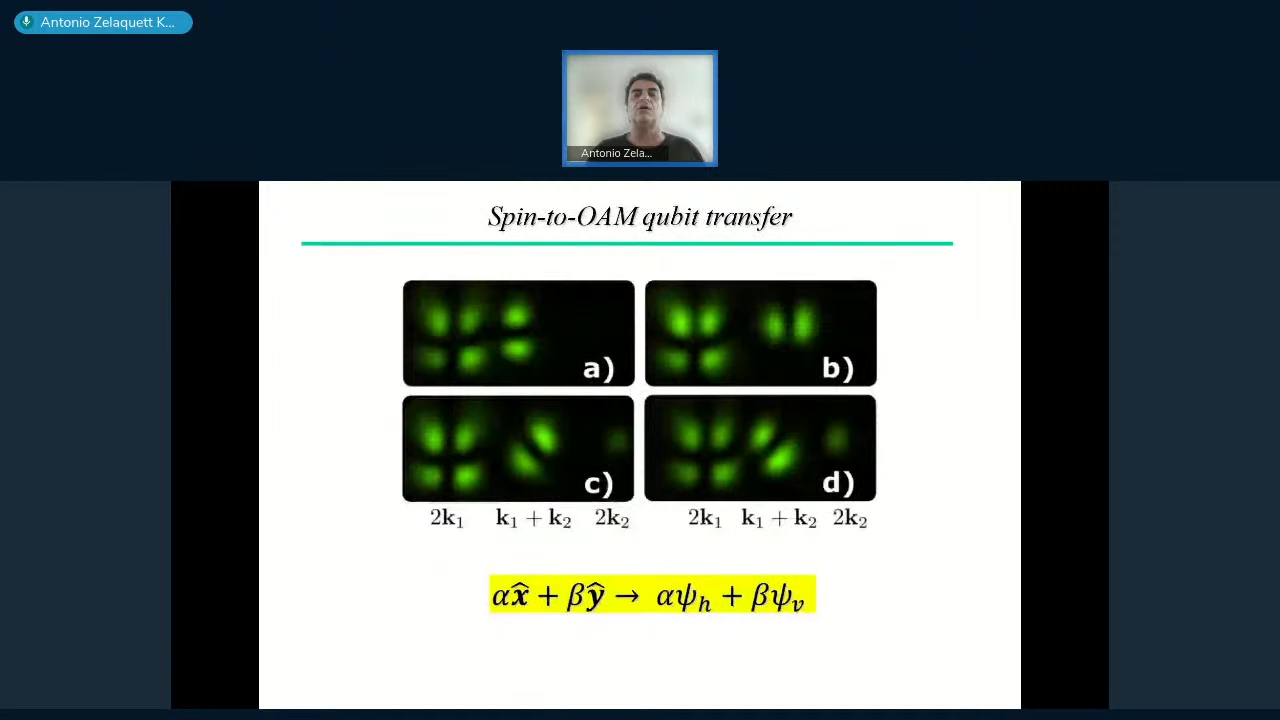 Antonio Zelaquett K...
Antonio Zela...
Spin-to-OAM qubit transfer
a)
b)
c)
d)
2k₁ k₁ + k₂ 2k₂ 2k₁ k₁ + k₂ 2k₂
αx̂ + βŷ → αψₕ + βψᵥ